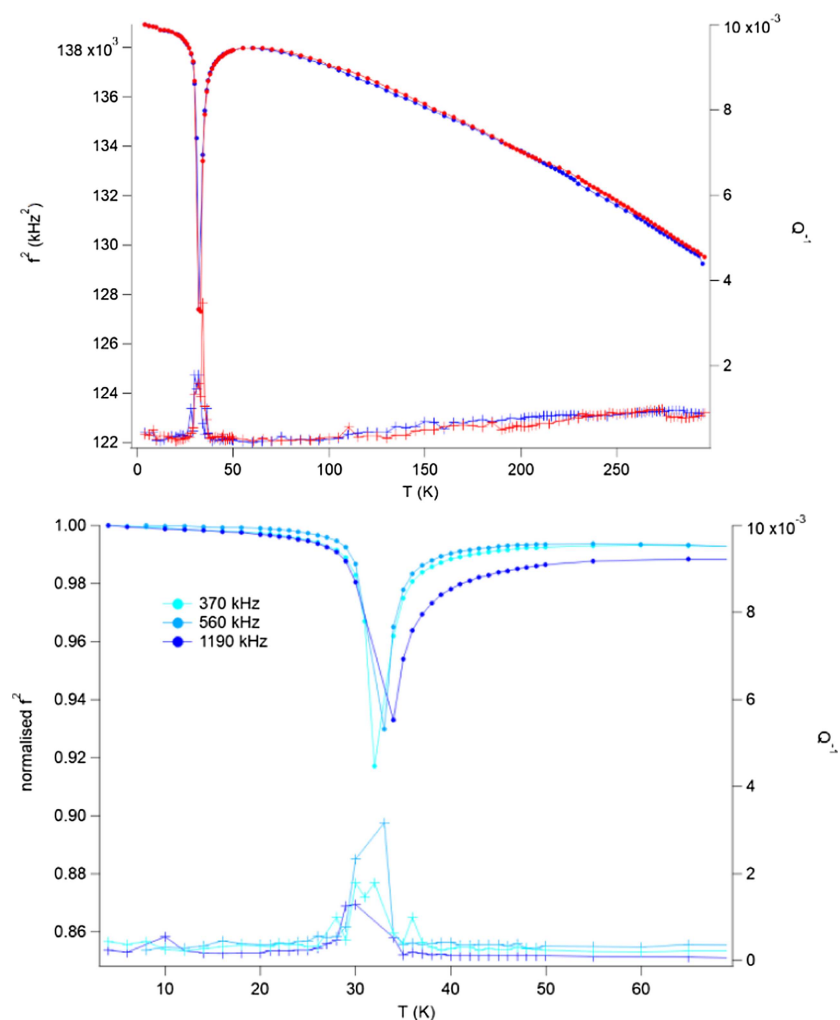 10 x10⁻³
138 x10³
136
134
132
130
128
126
124
122
f² (kHz²)
8
6
4
2
Q⁻¹
0 50 100 150 200 250
T (K)
1.00
0.98
0.96
0.94
0.92
0.90
0.88
0.86
normalised f²
370 kHz
560 kHz
1190 kHz
10 x10⁻³
8
6
4
2
0
Q⁻¹
10 20 30 40 50 60
T (K)